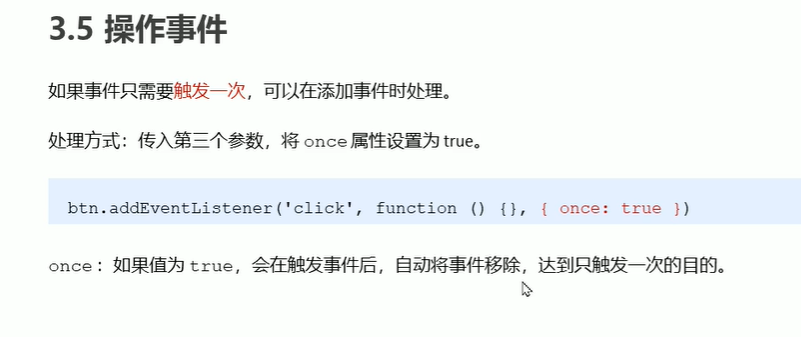 3.5 操作事件
如果事件只需要触发一次，可以在添加事件时处理。
处理方式：传入第三个参数，将 once 属性设置为 true。
btn.addEventListener('click', function () {}, { once: true })
once：如果值为 true，会在触发事件后，自动将事件移除，达到只触发一次的目的。